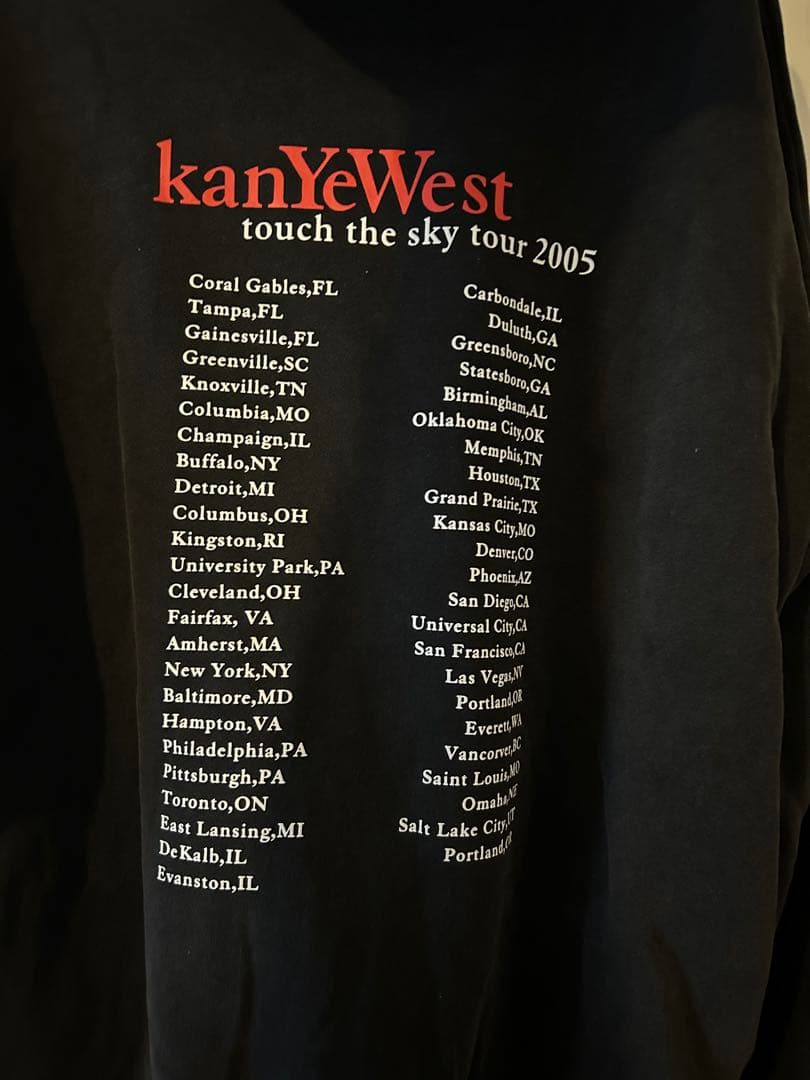 kanYeWest
touch the sky tour 2005
Coral Gables,FL
Tampa,FL
Gainesville,FL
Greenville,SC
Knoxville,TN
Columbia,MO
Champaign,IL
Buffalo,NY
Detroit,MI
Columbus,OH
Kingston,RI
University Park,PA
Cleveland,OH
Fairfax, VA
Amherst,MA
New York,NY
Baltimore,MD
Hampton,VA
Philadelphia,PA
Pittsburgh,PA
Toronto,ON
East Lansing,MI
DeKalb,IL
Evanston,IL
Carbondale,IL
Duluth,GA
Greensboro,NC
Statesboro,GA
Birmingham,AL
Oklahoma City,OK
Memphis,TN
Houston,TX
Grand Prairie,TX
Kansas City,MO
Denver,CO
Phoenix,AZ
San Diego,CA
Universal City,CA
San Francisco,CA
Las Vegas,NV
Portland,OR
Everett,WA
Vancorver,BC
Saint Louis,MO
Omaha,NE
Salt Lake City,UT
Portland,